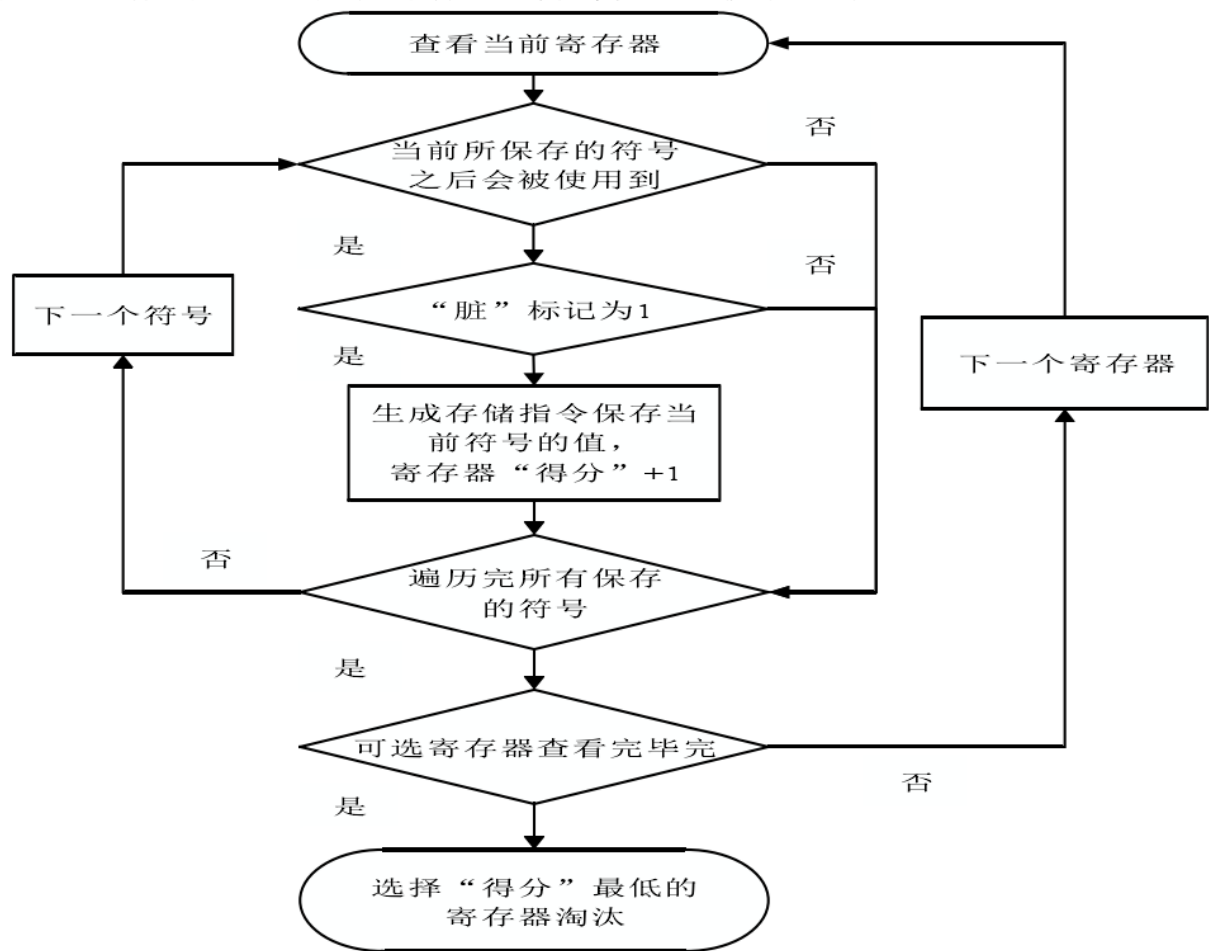 查看当前寄存器
否
当前所保存的符号
之后会被使用到
是
否
下一个符号
“脏”标记为1
是
下一个寄存器
生成存储指令保存当
前符号的值，
寄存器“得分”+1
否
遍历完所有保存
的符号
是
可选寄存器查看完毕完
否
是
选择“得分”最低的
寄存器淘汰